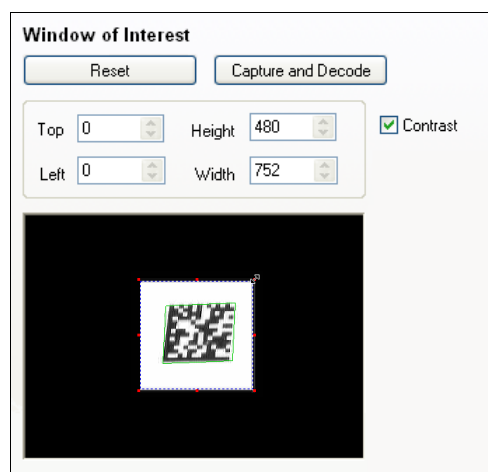 Window of Interest
Reset Capture and Decode
Top 0 Height 480 Contrast
Left 0 Width 752